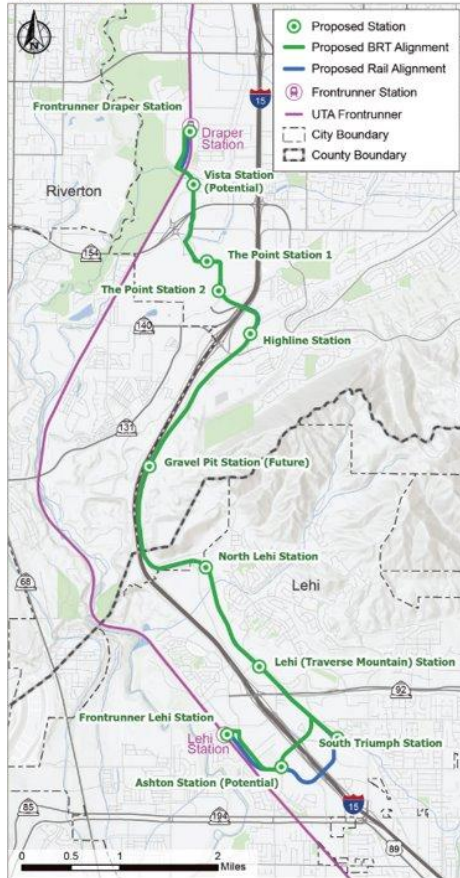 N
Proposed Station
Proposed BRT Alignment
Proposed Rail Alignment
Frontrunner Station
UTA Frontrunner
City Boundary
County Boundary
15
Frontrunner Draper Station
Draper
Station
Riverton
Vista Station
(Potential)
154
The Point Station 1
The Point Station 2
140
Highline Station
131
Gravel Pit Station (Future)
North Lehi Station
68
Lehi
Lehi (Traverse Mountain) Station
92
Frontrunner Lehi Station
Lehi
Station
South Triumph Station
Ashton Station (Potential)
85
194
15
89
0 0.5 1 2
Miles